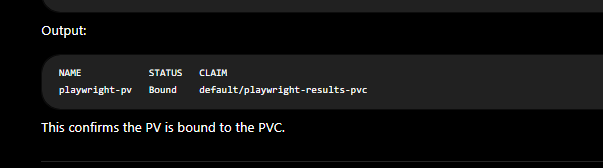 Output:
NAME STATUS CLAIM
playwright-pv Bound default/playwright-results-pvc
This confirms the PV is bound to the PVC.